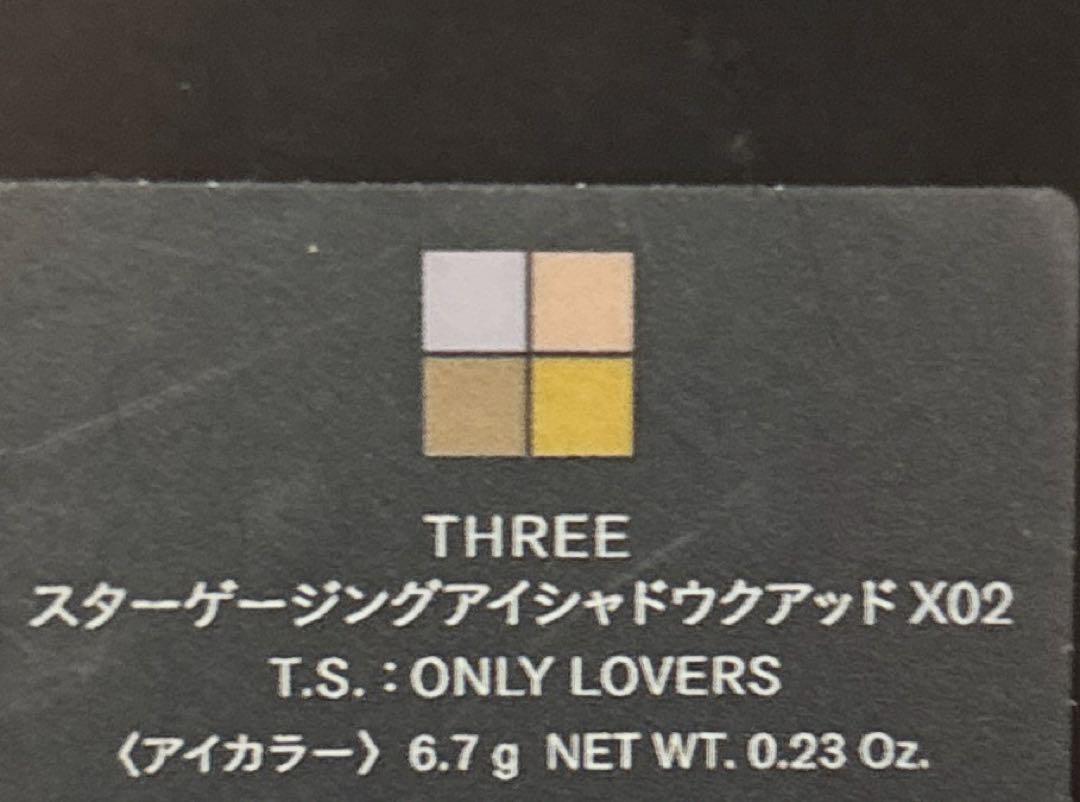 THREE
スターゲージングアイシャドウクアッド X02
T.S.：ONLY LOVERS
〈アイカラー〉 6.7 g NET WT. 0.23 Oz.